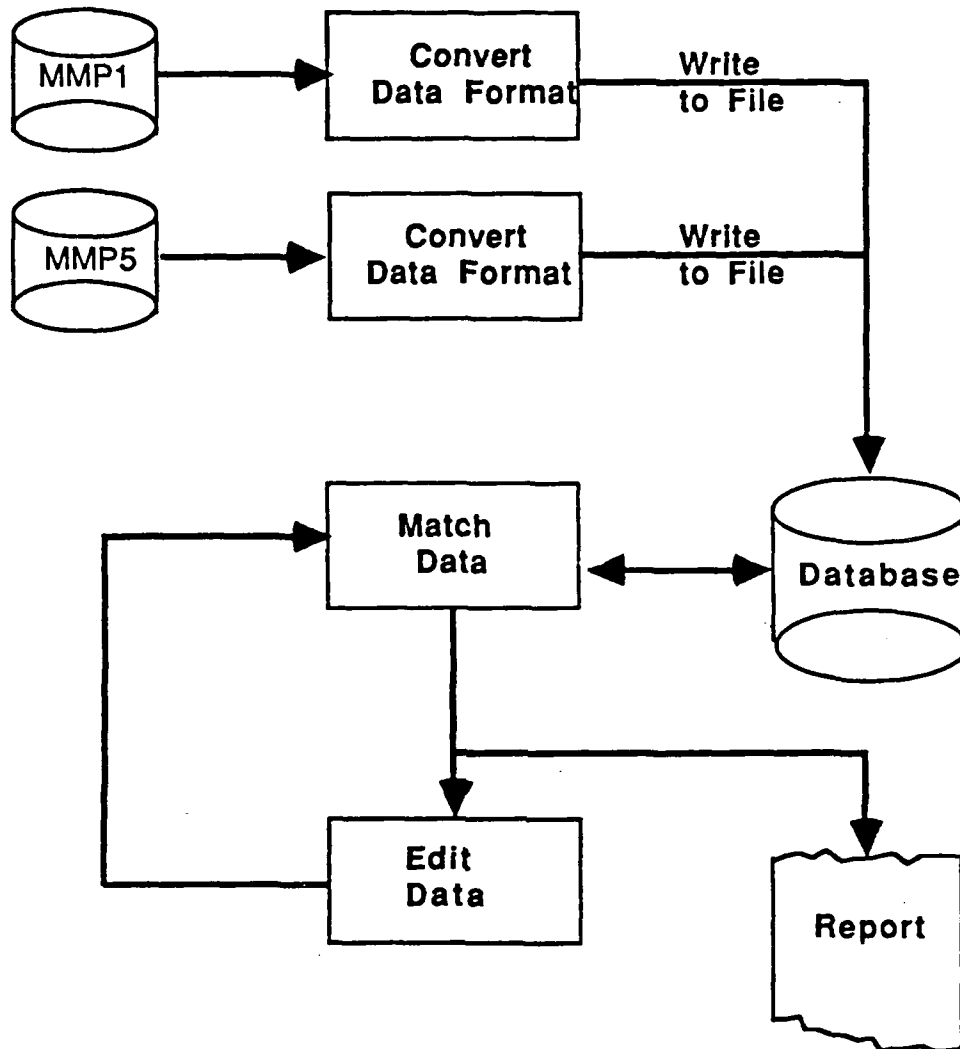 MMP1
Convert
Data Format
Write
to File
MMP5
Convert
Data Format
Write
to File
Match
Data
Database
Edit
Data
Report